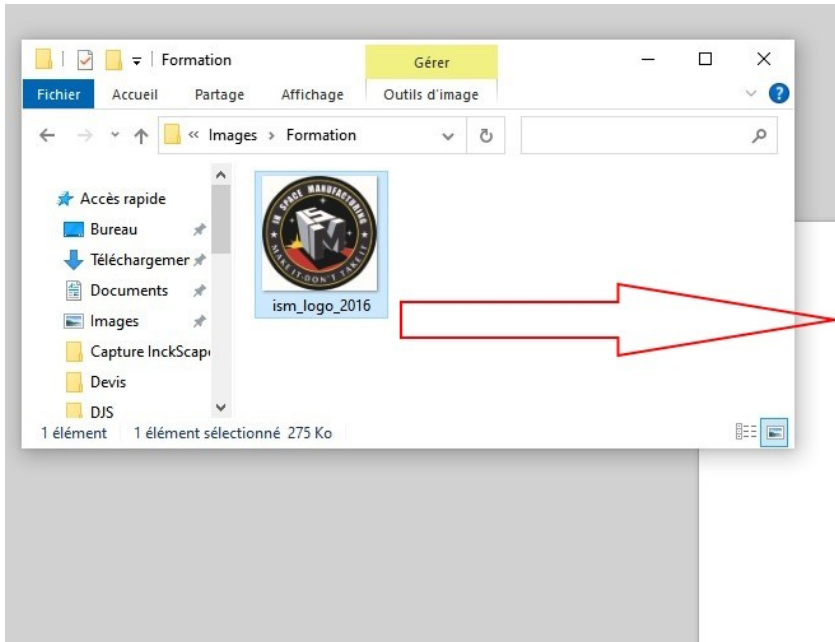 Formation
Gérer
Fichier
Accueil
Partage
Affichage
Outils d'image
?
« Images > Formation
Accès rapide
Bureau
Téléchargemer
Documents
Images
Capture InckScap
Devis
DJS
IN SPACE MANUFACTURING
ISM
MAKE IT·DON'T TAKE IT
ism_logo_2016
1 élément
1 élément sélectionné 275 Ko